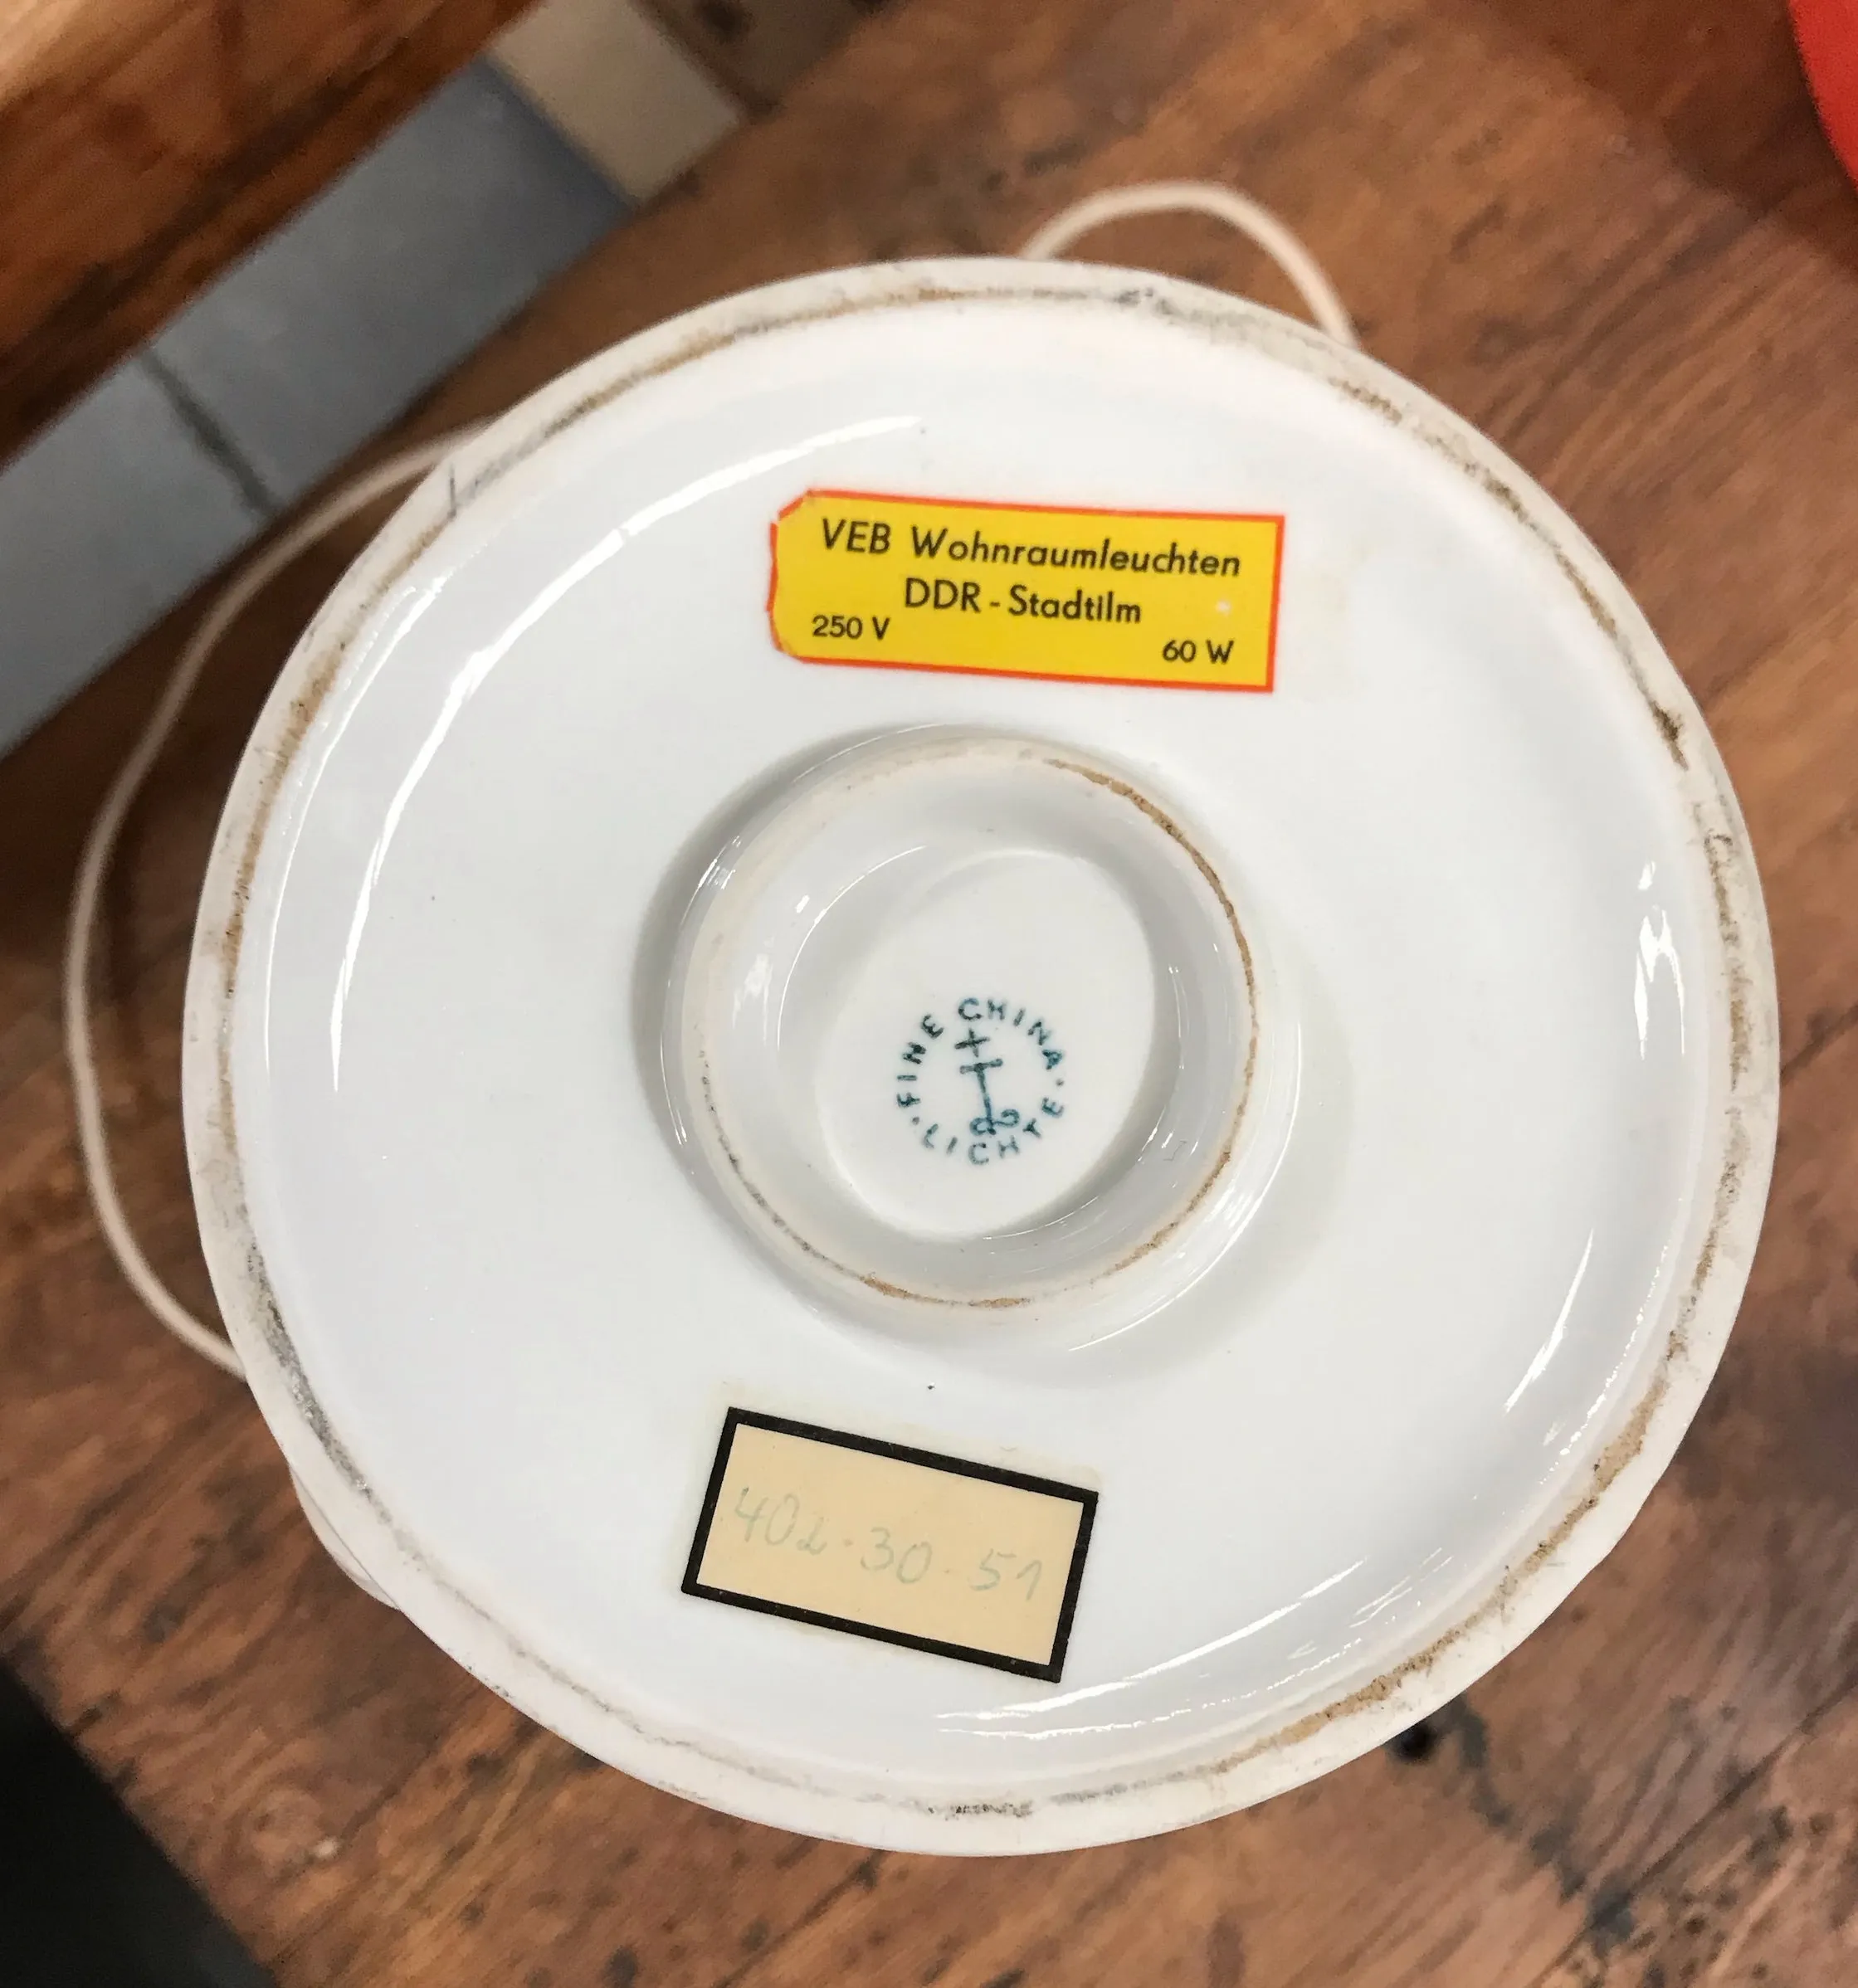 VEB Wohnraumleuchten
DDR - Stadtilm
250 V 60 W
FINE CHINA
· LICHTE ·
402 - 30 - 51